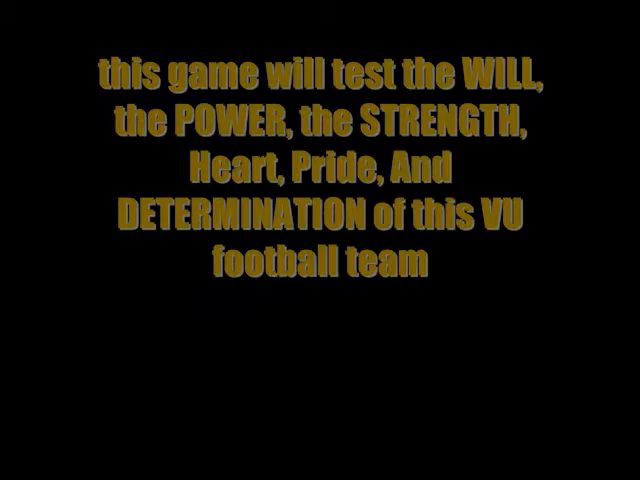 this game will test the WILL,
the POWER, the STRENGTH,
Heart, Pride, And
DETERMINATION of this VU
football team